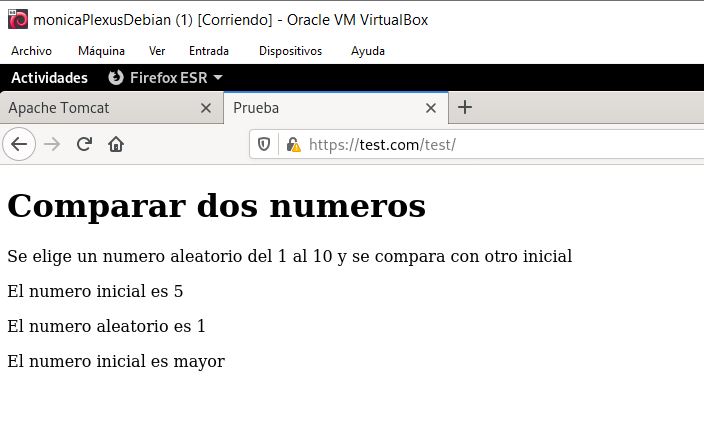 monicaPlexusDebian (1) [Corriendo] - Oracle VM VirtualBox
Archivo Máquina Ver Entrada Dispositivos Ayuda
Actividades Firefox ESR
Apache Tomcat Prueba
https://test.com/test/
Comparar dos numeros
Se elige un numero aleatorio del 1 al 10 y se compara con otro inicial
El numero inicial es 5
El numero aleatorio es 1
El numero inicial es mayor